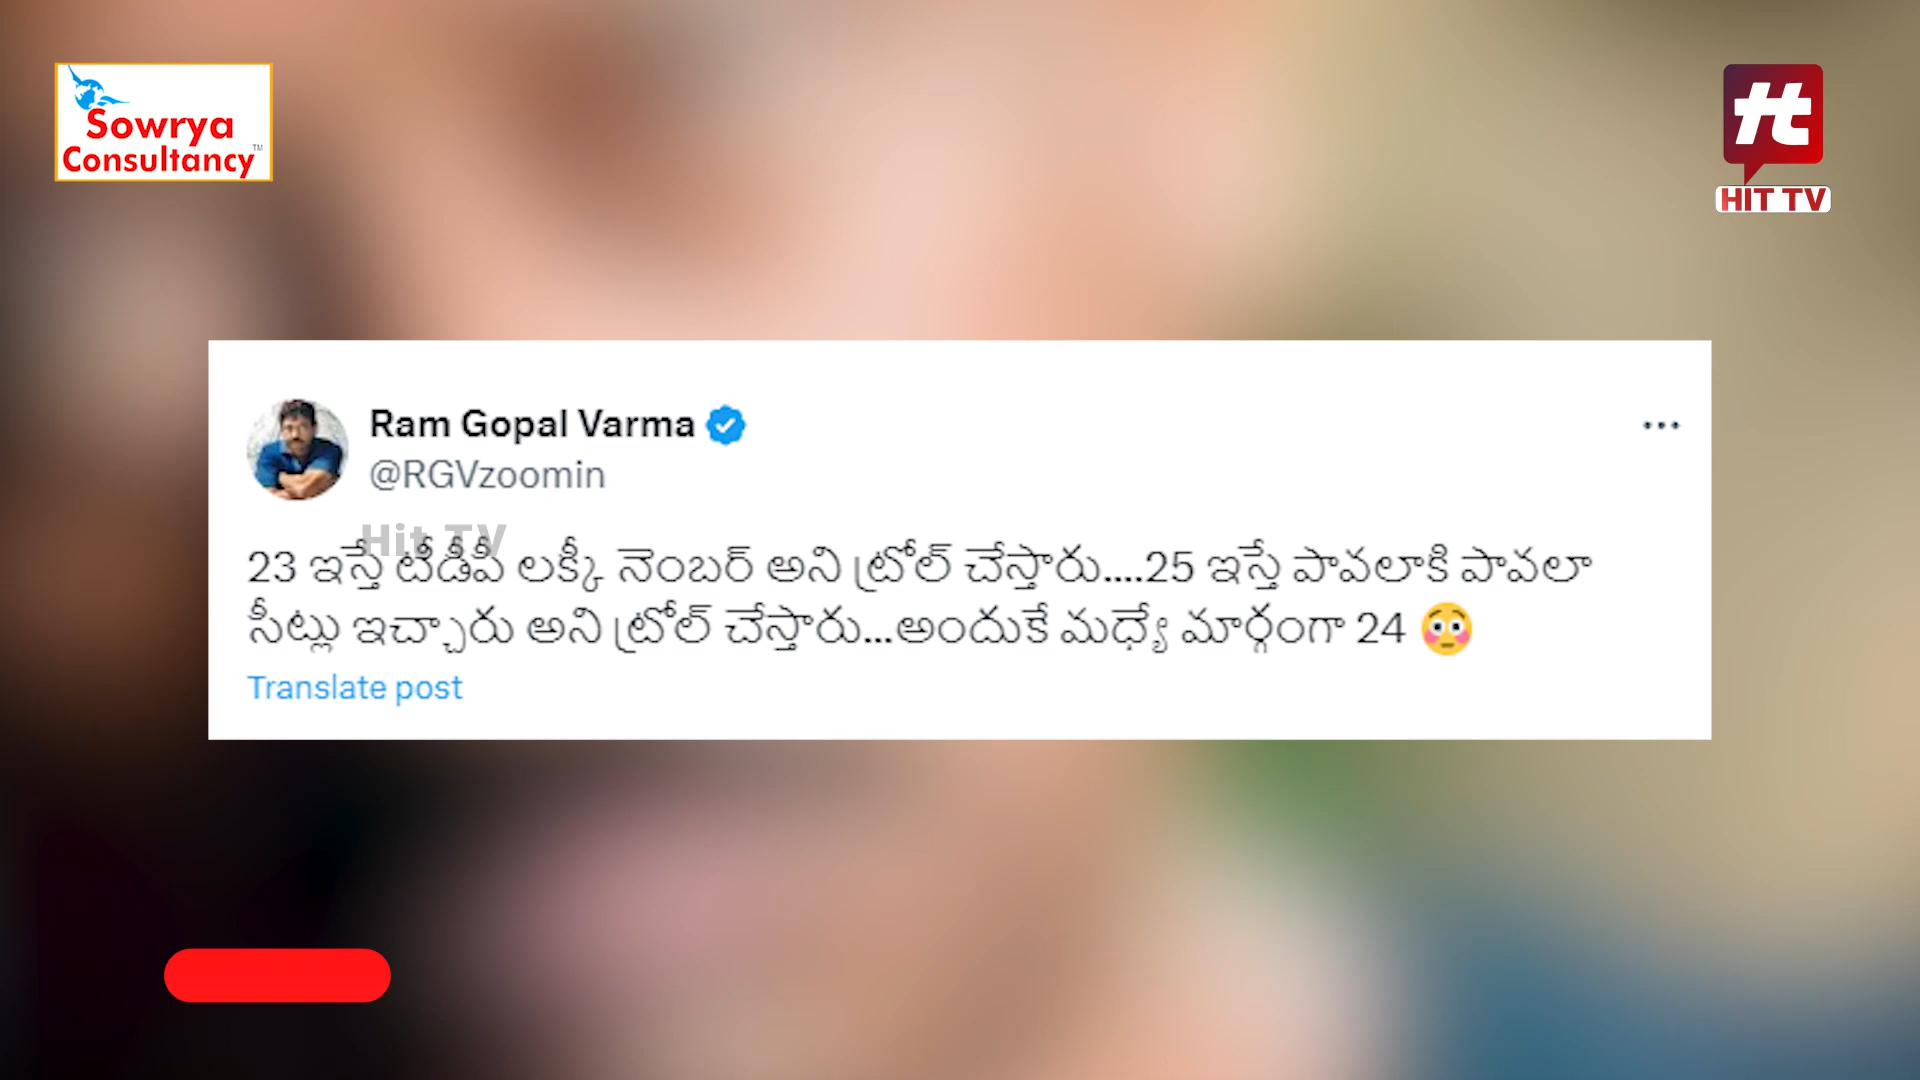 Sowrya
Consultancy
TM
HIT TV
Ram Gopal Varma
@RGVzoomin
Hit TV
23 ఇస్తే టీడీపీ లక్కీ నెంబర్ అని ట్రోల్ చేస్తారు....25 ఇస్తే పావలాకి పావలా
సీట్లు ఇచ్చారు అని ట్రోల్ చేస్తారు...అందుకే మధ్యే మార్గంగా 24 😳
Translate post